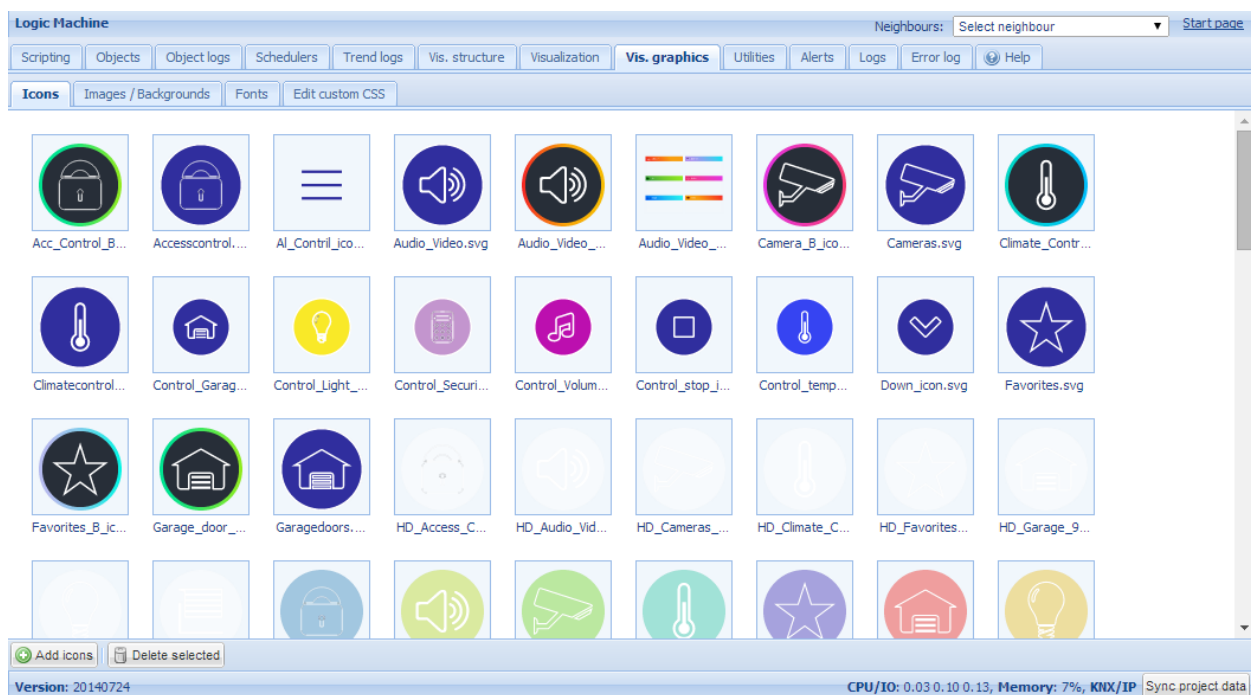 Logic Machine Neighbours: Select neighbour Start page
Scripting Objects Object logs Schedulers Trend logs Vis. structure Visualization Vis. graphics Utilities Alerts Logs Error log Help
Icons Images / Backgrounds Fonts Edit custom CSS
Acc_Control_B... Accesscontrol.... Al_Contril_ico... Audio_Video.svg Audio_Video_... Audio_Video_... Camera_B_ico... Cameras.svg Climate_Contr...
Climatecontrol... Control_Garag... Control_Light_... Control_Securi... Control_Volum... Control_stop_i... Control_temp... Down_icon.svg Favorites.svg
Favorites_B_ic... Garage_door_... Garagedoors.... HD_Access_C... HD_Audio_Vid... HD_Cameras_... HD_Climate_C... HD_Favorites... HD_Garage_9...
Add icons Delete selected
Version: 20140724 CPU/IO: 0.03 0.10 0.13, Memory: 7%, KNX/IP Sync project data